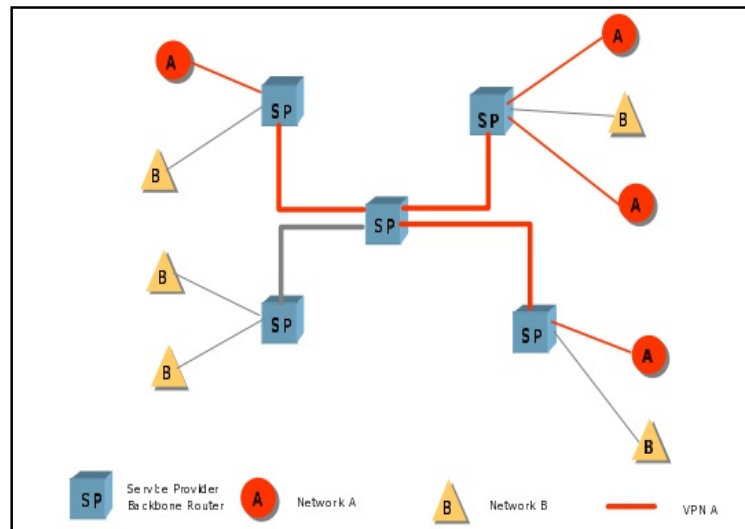 A
A
SP
SP
B
B
A
SP
B
SP
SP
A
B
B
SP
Service Provider
Backbone Router
A
Network A
B
Network B
VPN A